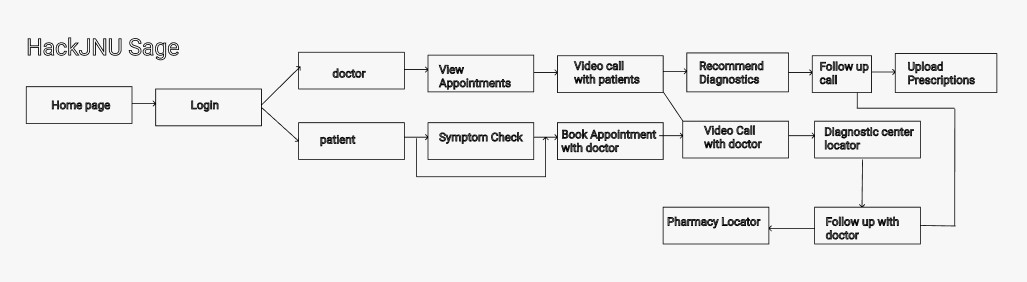 HackJNU Sage
Home page
Login
doctor
View
Appointments
Video call
with patients
Recommend
Diagnostics
Follow up
call
Upload
Prescriptions
patient
Symptom Check
Book Appointment
with doctor
Video Call
with doctor
Diagnostic center
locator
Pharmacy Locator
Follow up with
doctor